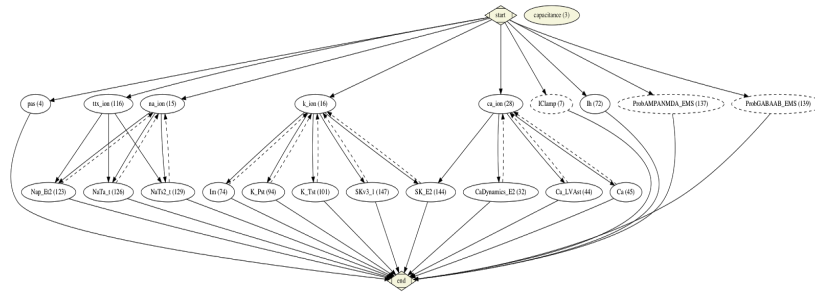 start
capacitance (3)
pas (4)
ttx_ion (116)
na_ion (15)
k_ion (16)
ca_ion (28)
IClamp (7)
Ih (72)
ProbAMPANMDA_EMS (137)
ProbGABAAB_EMS (139)
Nap_Et2 (123)
NaTa_t (126)
NaTs2_t (129)
Im (74)
K_Pst (94)
K_Tst (101)
SKv3_1 (147)
SK_E2 (144)
CaDynamics_E2 (32)
Ca_LVAst (44)
Ca (45)
end